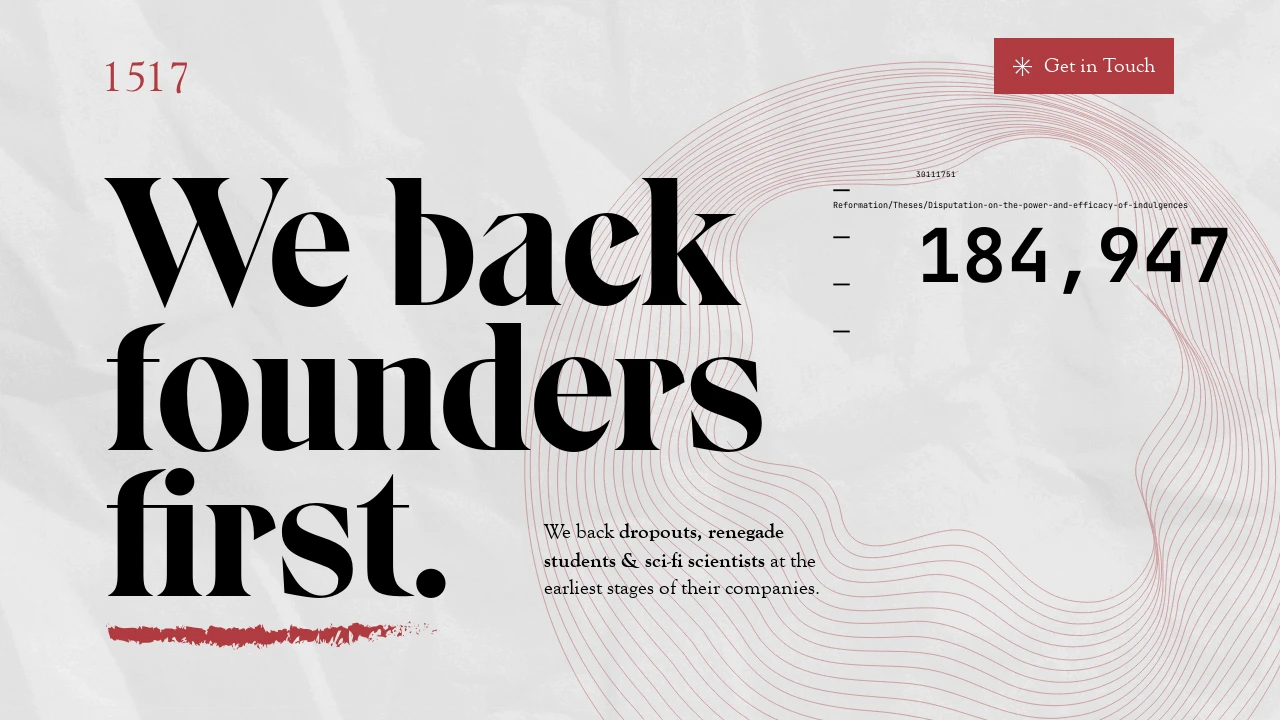 1517
Get in Touch
30111751
Reformation/Theses/Disputation-on-the-power-and-efficacy-of-indulgences
184,947
We back
founders
first.
We back dropouts, renegade
students & sci-fi scientists at the
earliest stages of their companies.